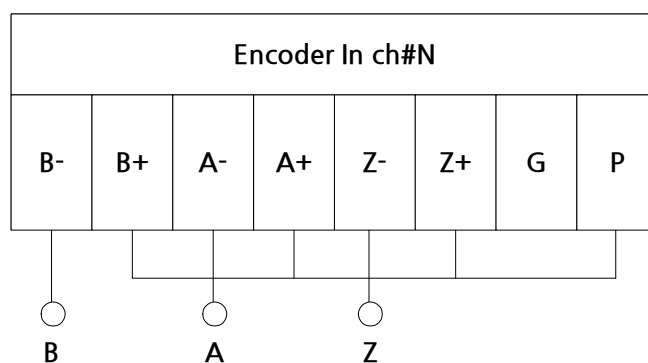 Encoder In ch#N
B- B+ A- A+ Z- Z+ G P
B A Z